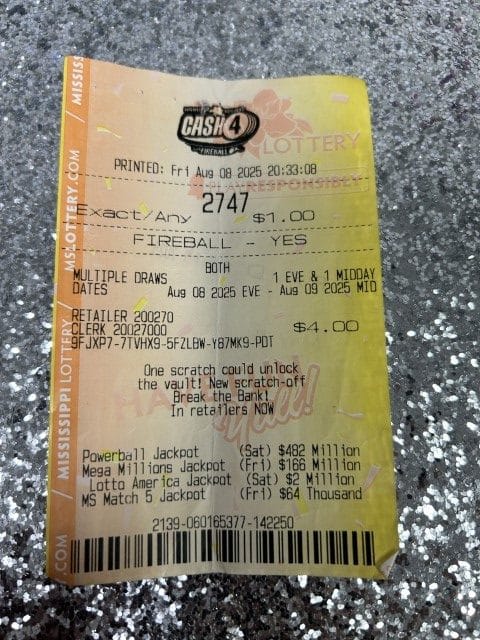 CASH 4
FIREBALL
LOTTERY
PRINTED: Fri Aug 08 2025 20:33:08
PLAY RESPONSIBLY
2747
Exact/Any $1.00
FIREBALL - YES
BOTH
MULTIPLE DRAWS 1 EVE & 1 MIDDAY
DATES Aug 08 2025 EVE - Aug 09 2025 MID
RETAILER 200270
CLERK 20027000 $4.00
9FJXP7-7TVHX9-5FZLBW-Y87MK9-PDT
One scratch could unlock
the vault! New scratch-off
Break the Bank!
In retailers NOW
Powerball Jackpot (Sat) $482 Million
Mega Millions Jackpot (Fri) $166 Million
Lotto America Jackpot (Sat) $2 Million
MS Match 5 Jackpot (Fri) $64 Thousand
2139-060165377-142250
MISSISS
MSLOTTERY.COM
MISSISSIPPI LOTTERY
.COM